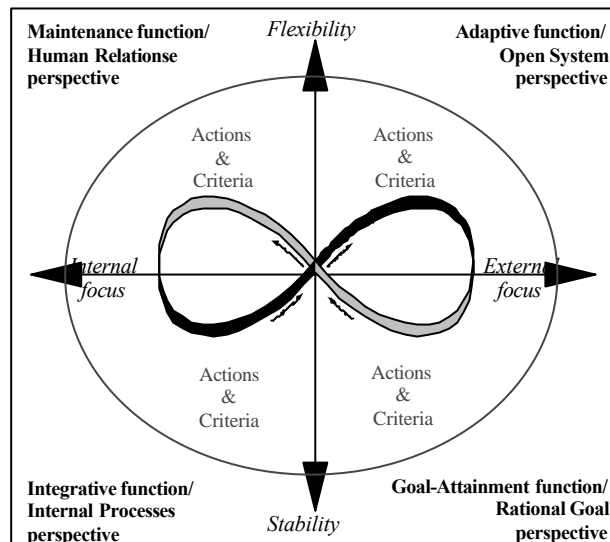 Maintenance function/
Human Relationse
perspective
Flexibility
Adaptive function/
Open System
perspective
Actions
&
Criteria
Actions
&
Criteria
Internal
focus
External
focus
Actions
&
Criteria
Actions
&
Criteria
Integrative function/
Internal Processes
perspective
Stability
Goal-Attainment function/
Rational Goal
perspective